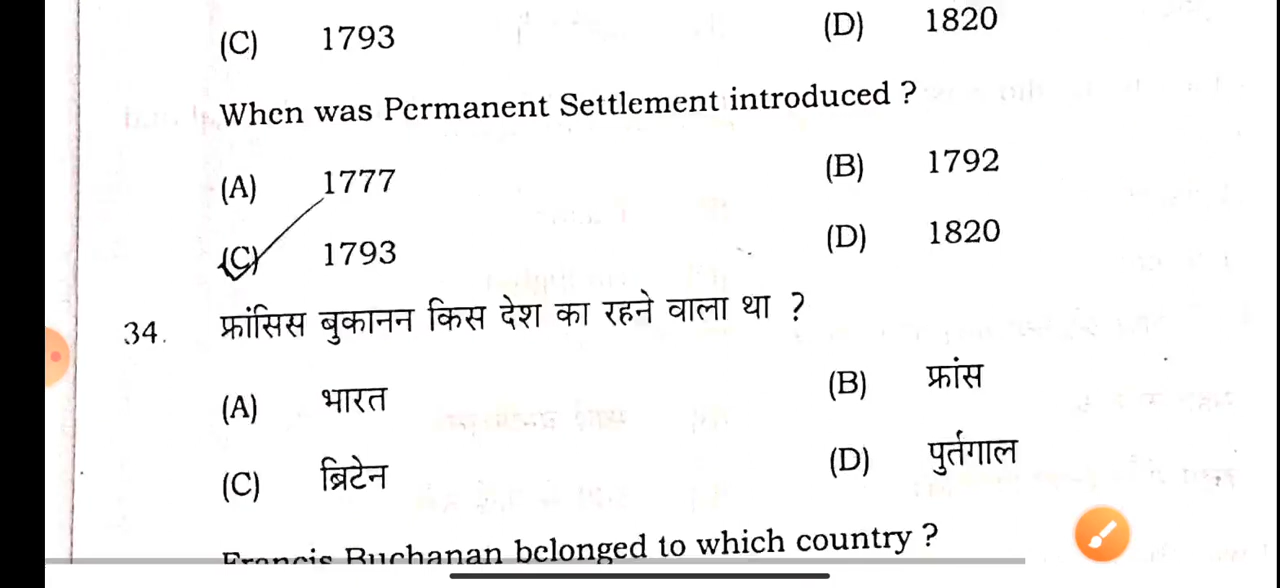 (C) 1793 (D) 1820
When was Permanent Settlement introduced ?
(A) 1777 (B) 1792
(C) 1793 (D) 1820
34. फ्रांसिस बुकानन किस देश का रहने वाला था ?
(A) भारत (B) फ्रांस
(C) ब्रिटेन (D) पुर्तगाल
Francis Buchanan belonged to which country ?